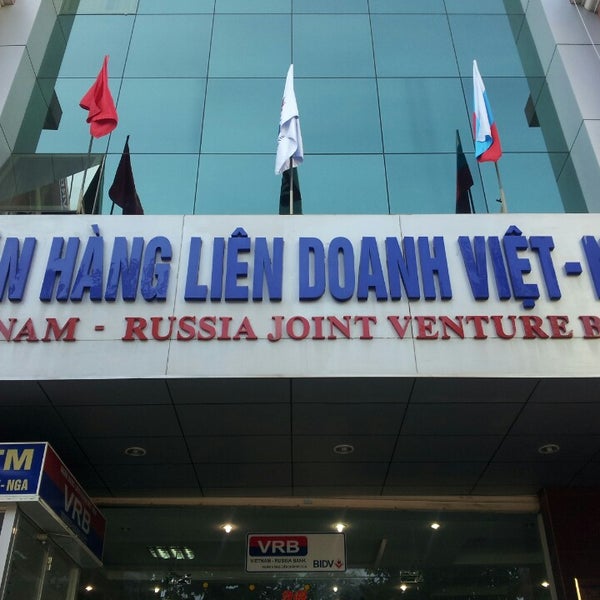 HÀNG LIÊN DOANH VIỆT -
NAM - RUSSIA JOINT VENTURE B
TM
- NGA
VRB
VRB
VIETNAM - RUSSIA BANK
BIDV